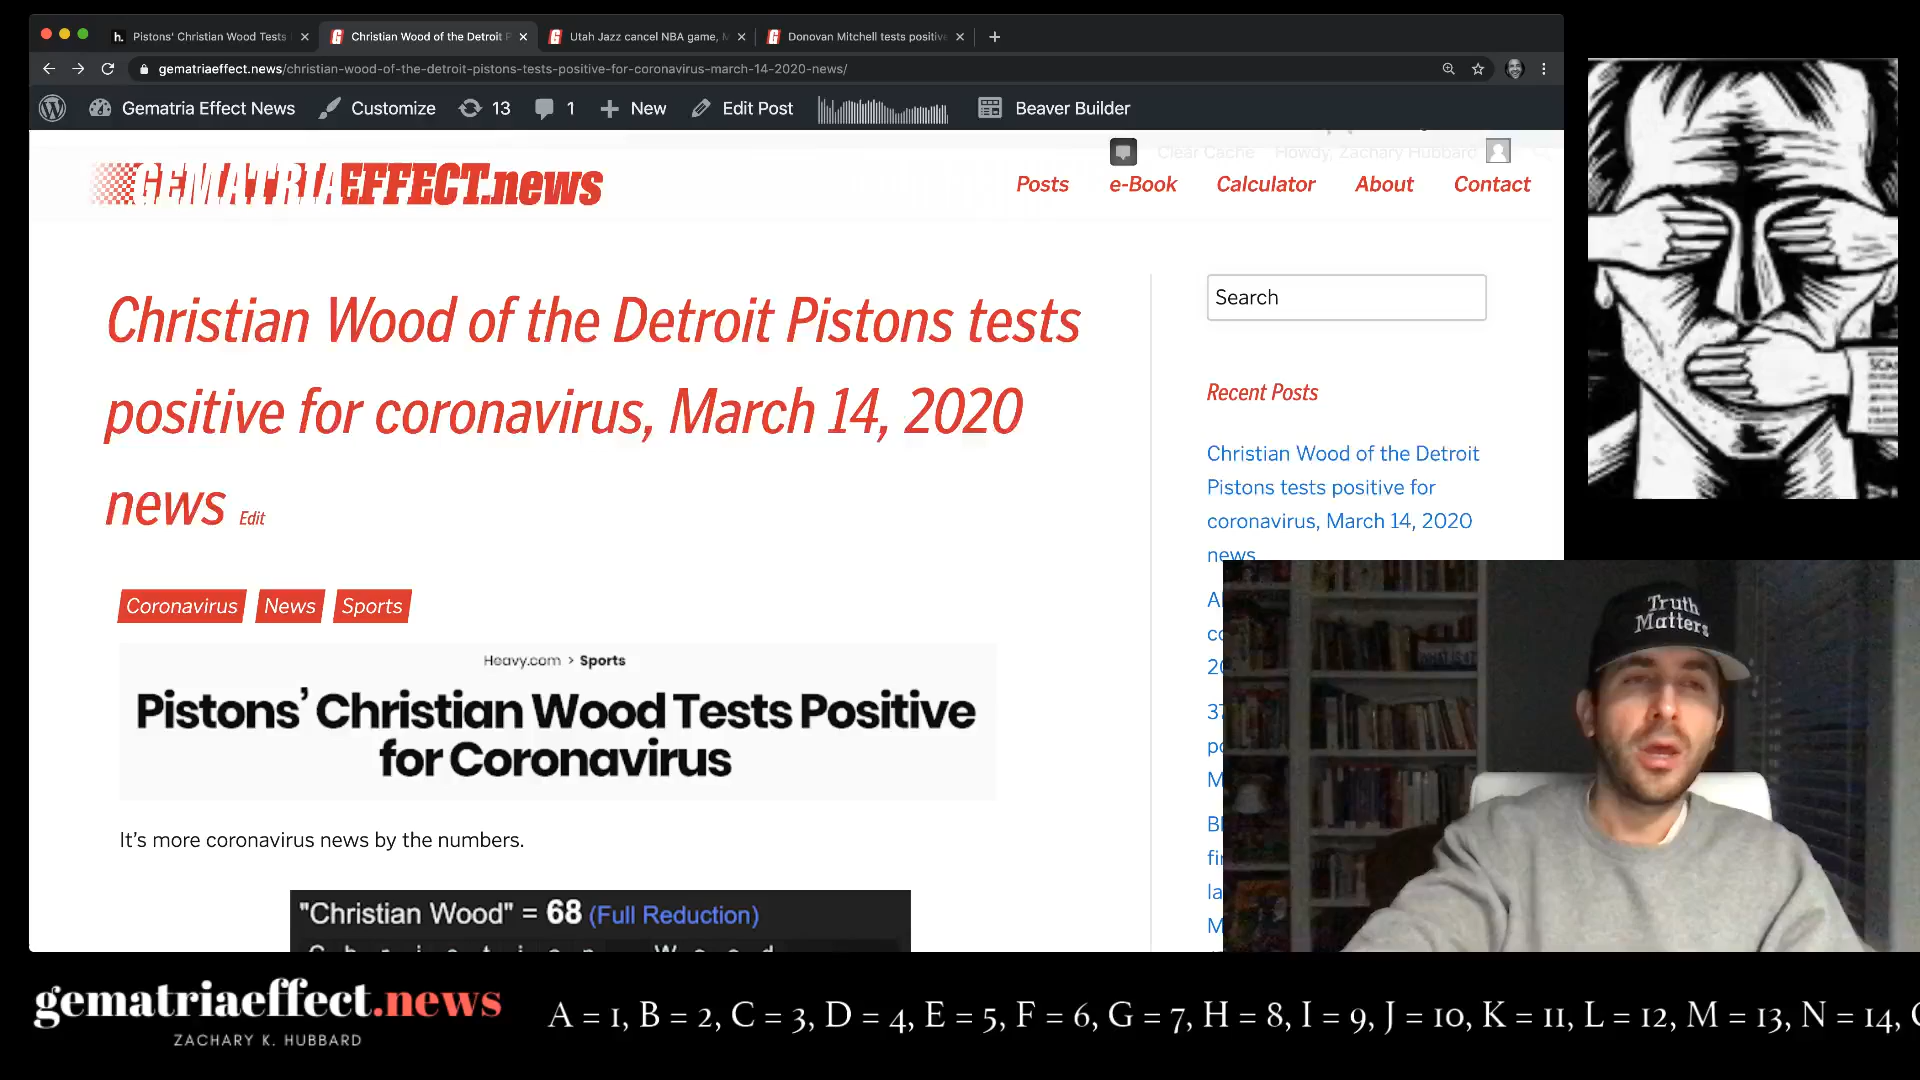 h. Pistons' Christian Wood Tests
Christian Wood of the Detroit P
Utah Jazz cancel NBA game, M
Donovan Mitchell tests positive
gematriaeffect.news/christian-wood-of-the-detroit-pistons-tests-positive-for-coronavirus-march-14-2020-news/
Gematria Effect News
Customize
13
1
New
Edit Post
Beaver Builder
Clear Cache
Howdy, Zachary Hubbard
GEMATRIAEFFECT.news
Posts
e-Book
Calculator
About
Contact
Christian Wood of the Detroit Pistons tests
positive for coronavirus, March 14, 2020
news Edit
Coronavirus
News
Sports
Heavy.com > Sports
Pistons' Christian Wood Tests Positive
for Coronavirus
It's more coronavirus news by the numbers.
"Christian Wood" = 68 (Full Reduction)
C h r i s t i a n W o o d
Search
Recent Posts
Christian Wood of the Detroit
Pistons tests positive for
coronavirus, March 14, 2020
news
Truth
Matters
gematriaeffect.news
ZACHARY K. HUBBARD
A = 1, B = 2, C = 3, D = 4, E = 5, F = 6, G = 7, H = 8, I = 9, J = 10, K = 11, L = 12, M = 13, N = 14,